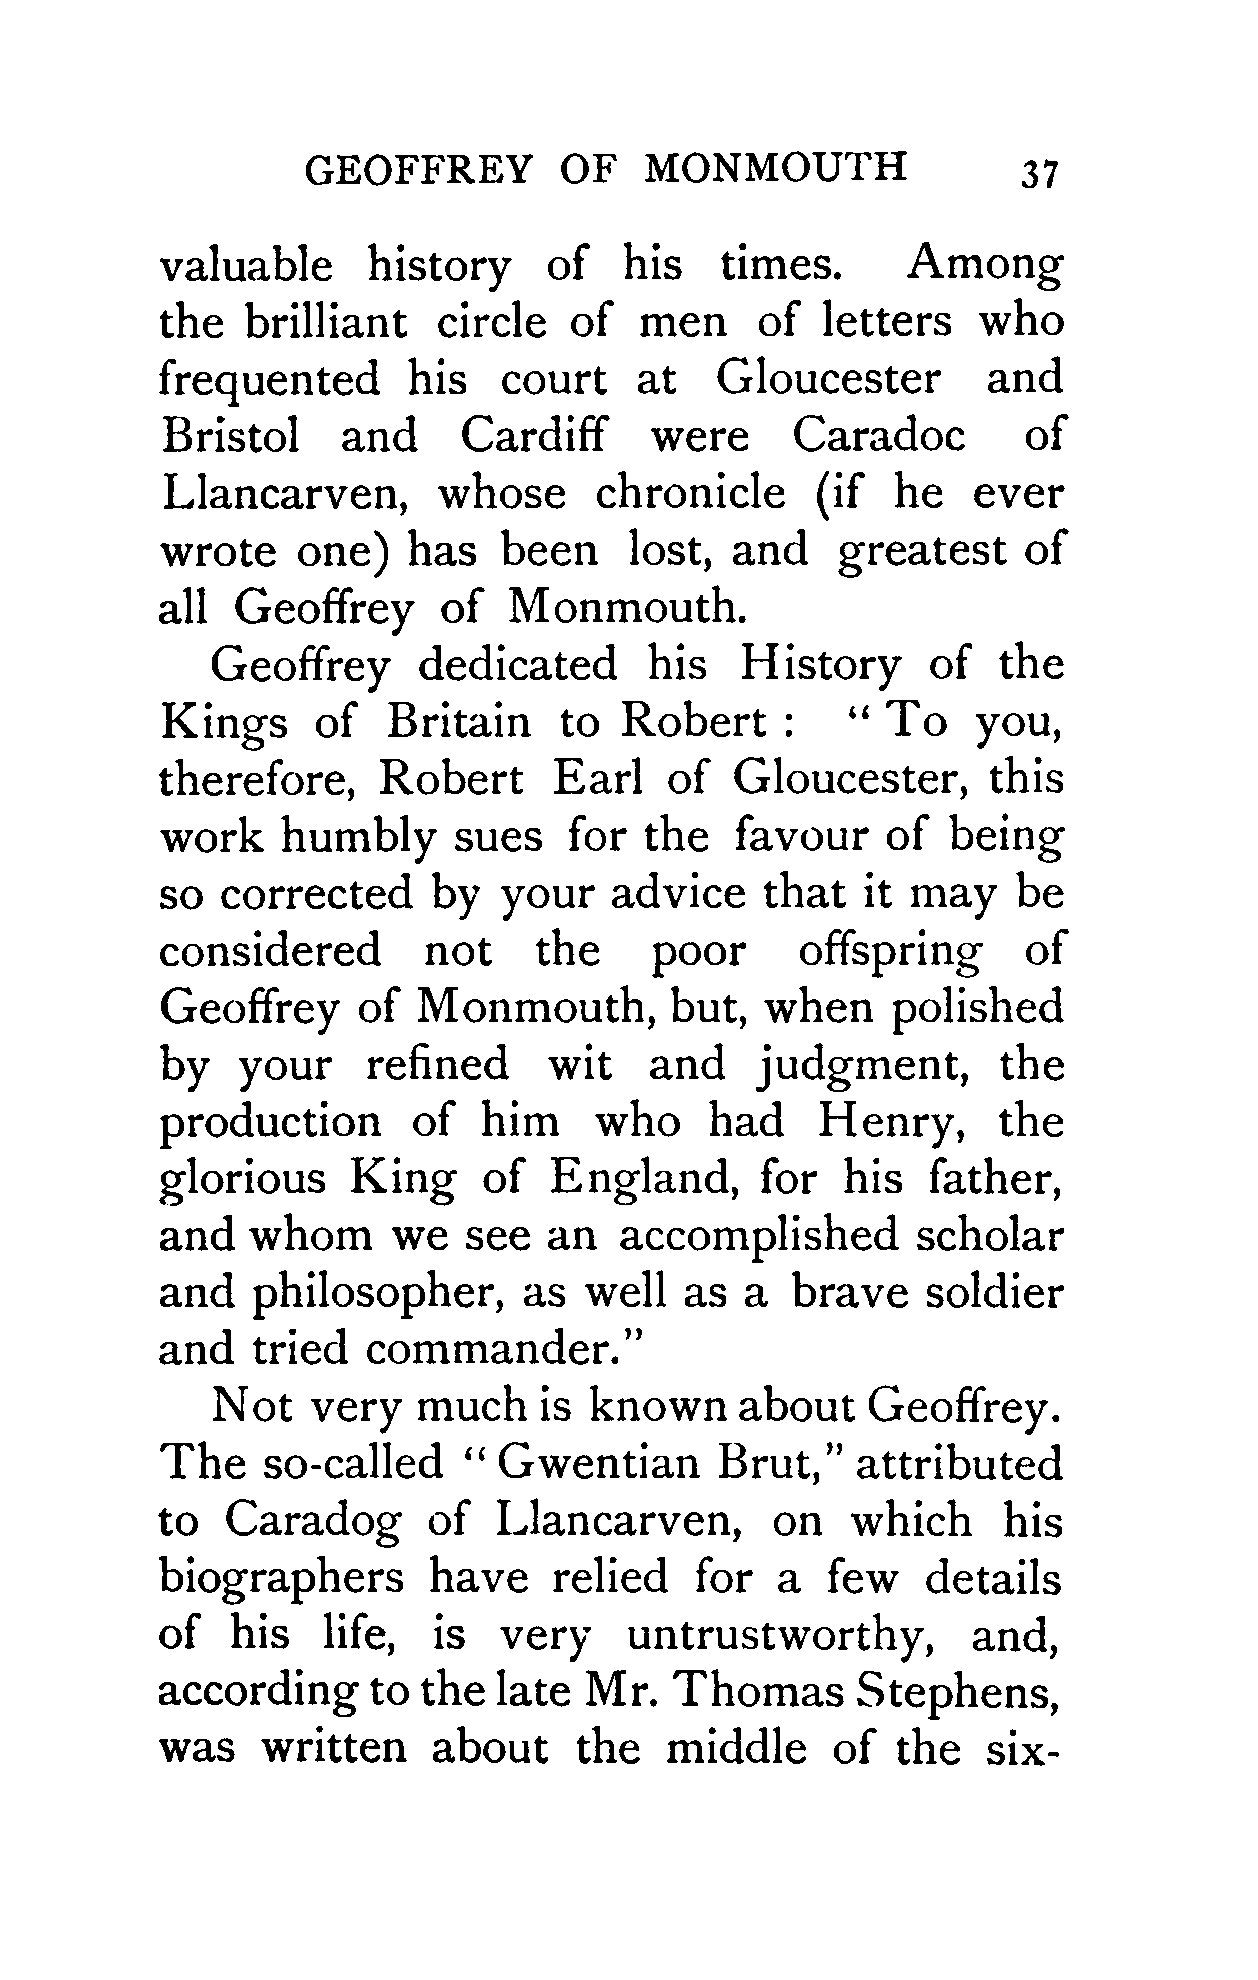 GEOFFREY OF MONMOUTH 37
valuable history of his times. Among
the brilliant circle of men of letters who
frequented his court at Gloucester and
Bristol and Cardiff were Caradoc of
Llancarven, whose chronicle (if he ever
wrote one) has been lost, and greatest of
all Geoffrey of Monmouth.
Geoffrey dedicated his History of the
Kings of Britain to Robert : “ To you,
therefore, Robert Earl of Gloucester, this
work humbly sues for the favour of being
so corrected by your advice that it may be
considered not the poor offspring of
Geoffrey of Monmouth, but, when polished
by your refined wit and judgment, the
production of him who had Henry, the
glorious King of England, for his father,
and whom we see an accomplished scholar
and philosopher, as well as a brave soldier
and tried commander.”
Not very much is known about Geoffrey.
The so-called “ Gwentian Brut,” attributed
to Caradog of Llancarven, on which his
biographers have relied for a few details
of his life, is very untrustworthy, and,
according to the late Mr. Thomas Stephens,
was written about the middle of the six-